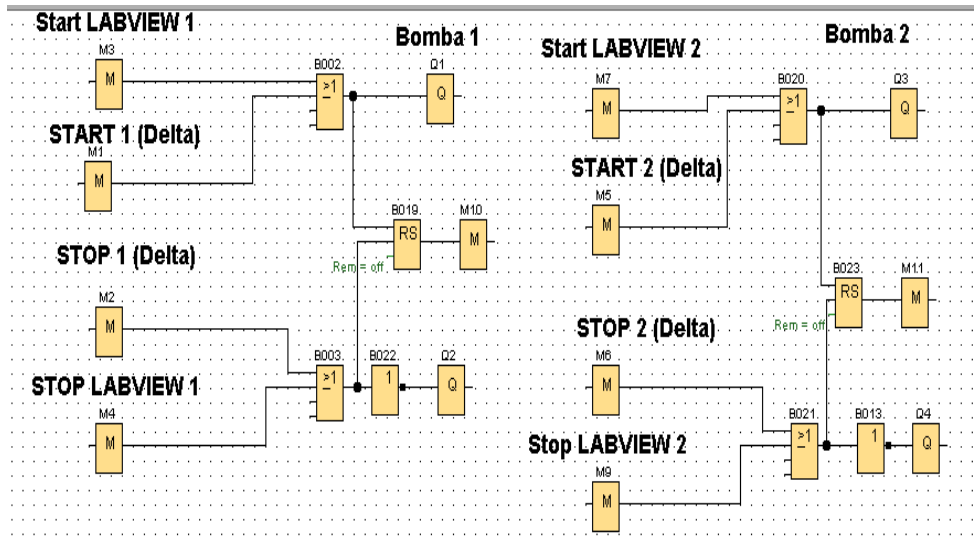 Start LABVIEW 1
M3
M
B002
>1
Bomba 1
Q1
Q
START 1 (Delta)
M1
M
B019
RS
Rem = off
M10
M
STOP 1 (Delta)
M2
M
B003
>1
B022
1
Q2
Q
STOP LABVIEW 1
M4
M
Start LABVIEW 2
M7
M
B020
>1
Bomba 2
Q3
Q
START 2 (Delta)
M5
M
B023
RS
Rem = off
M11
M
STOP 2 (Delta)
M6
M
B021
>1
B013
1
Q4
Q
Stop LABVIEW 2
M9
M